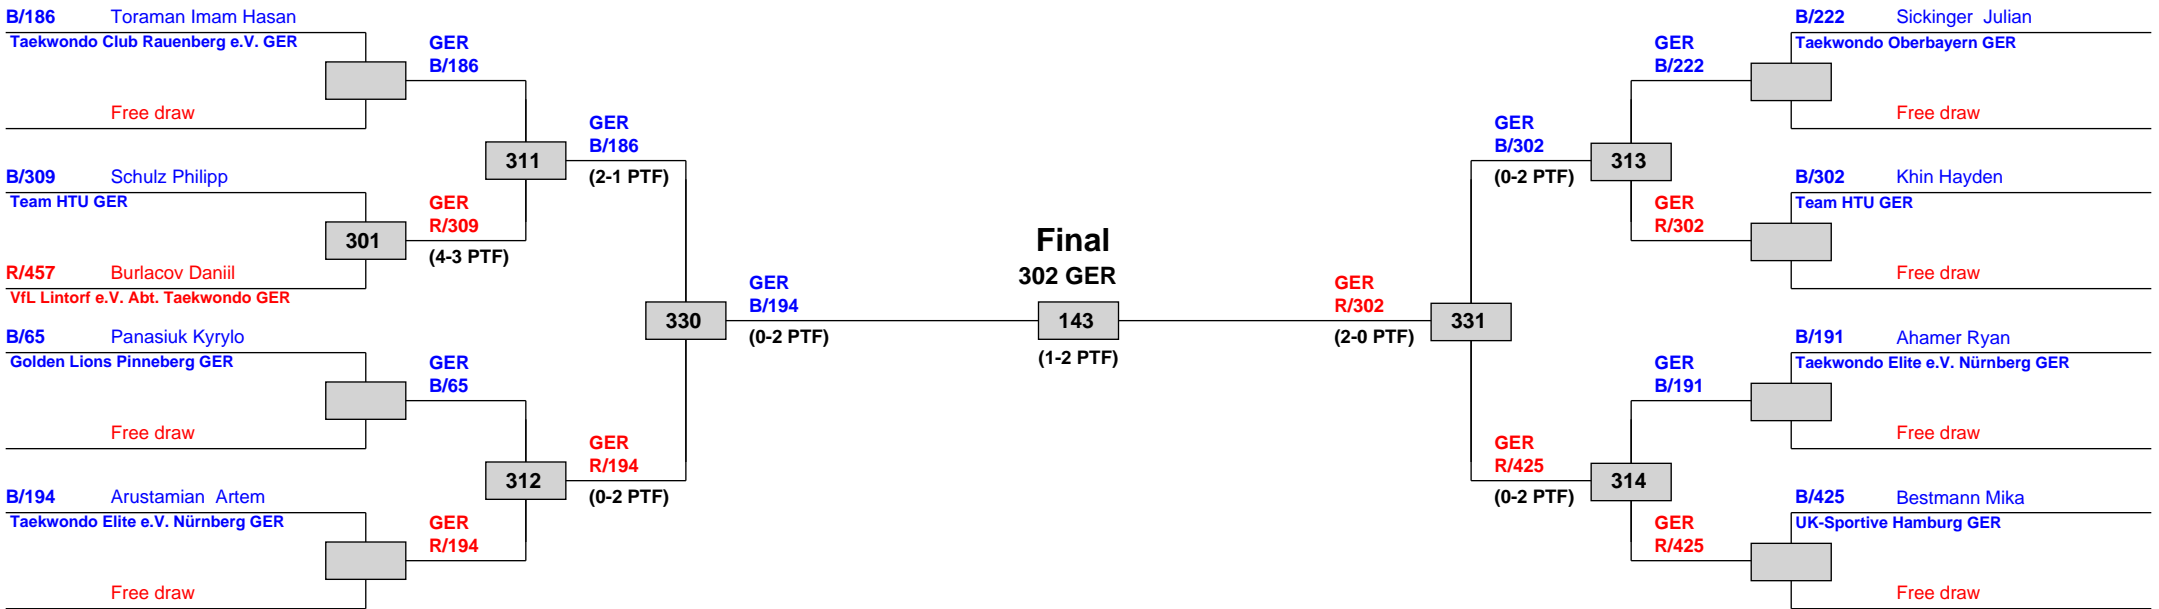 B/186 Toraman Imam Hasan
Taekwondo Club Rauenberg e.V. GER
Free draw
GER
B/186
B/309 Schulz Philipp
Team HTU GER
301
R/457 Burlacov Daniil
VfL Lintorf e.V. Abt. Taekwondo GER
GER
R/309
(4-3 PTF)
311
GER
B/186
(2-1 PTF)
B/65 Panasiuk Kyrylo
Golden Lions Pinneberg GER
Free draw
GER
B/65
B/194 Arustamian Artem
Taekwondo Elite e.V. Nürnberg GER
Free draw
GER
R/194
312
GER
R/194
(0-2 PTF)
330
GER
B/194
(0-2 PTF)
Final
302 GER
143
(1-2 PTF)
GER
R/302
(2-0 PTF)
331
GER
B/302
(0-2 PTF)
313
GER
B/222
B/222 Sickinger Julian
Taekwondo Oberbayern GER
Free draw
GER
R/302
B/302 Khin Hayden
Team HTU GER
Free draw
GER
R/425
(0-2 PTF)
314
GER
B/191
B/191 Ahamer Ryan
Taekwondo Elite e.V. Nürnberg GER
Free draw
GER
R/425
B/425 Bestmann Mika
UK-Sportive Hamburg GER
Free draw